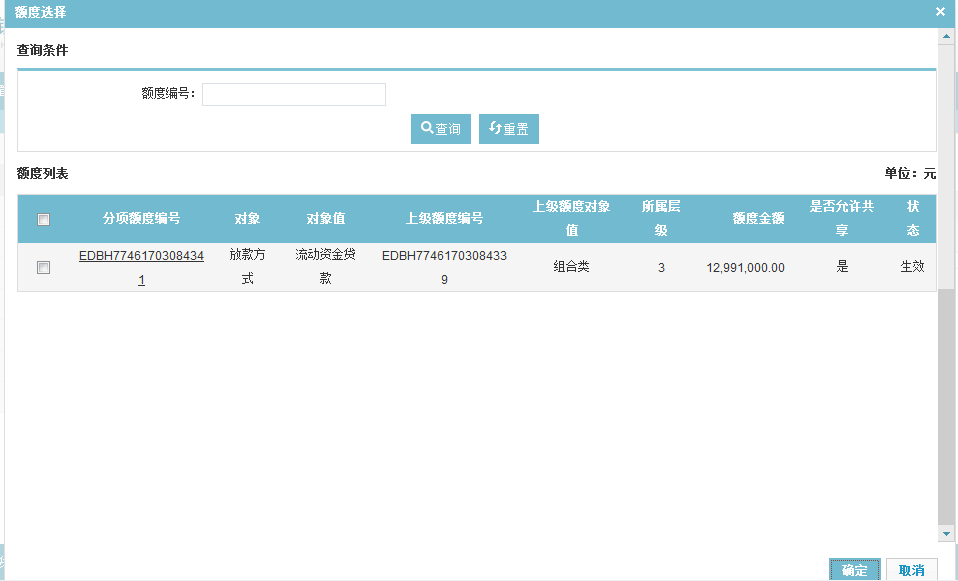 额度选择
查询条件
额度编号：
查询 重置
额度列表 单位：元
分项额度编号 对象 对象值 上级额度编号 上级额度对象值 所属层级 额度金额 是否允许共享 状态
EDBH77461703084341 放款方式 流动资金贷款 EDBH77461703084339 组合类 3 12,991,000.00 是 生效
确定 取消